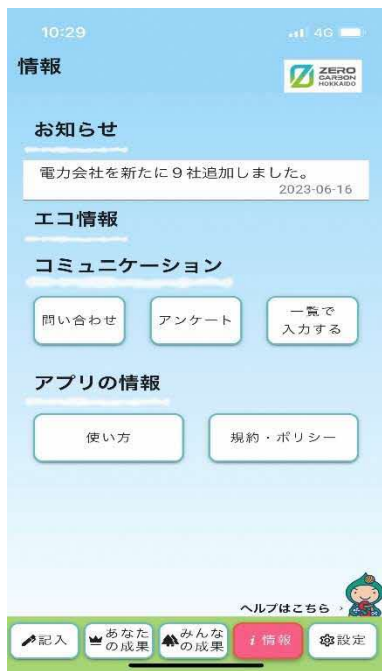 10:29
4G
情報
ZERO
CARBON
HOKKAIDO
お知らせ
電力会社を新たに９社追加しました。
2023-06-16
エコ情報
コミュニケーション
問い合わせ
アンケート
一覧で
入力する
アプリの情報
使い方
規約・ポリシー
ヘルプはこちら
記入
あなた
の成果
みんな
の成果
i 情報
設定